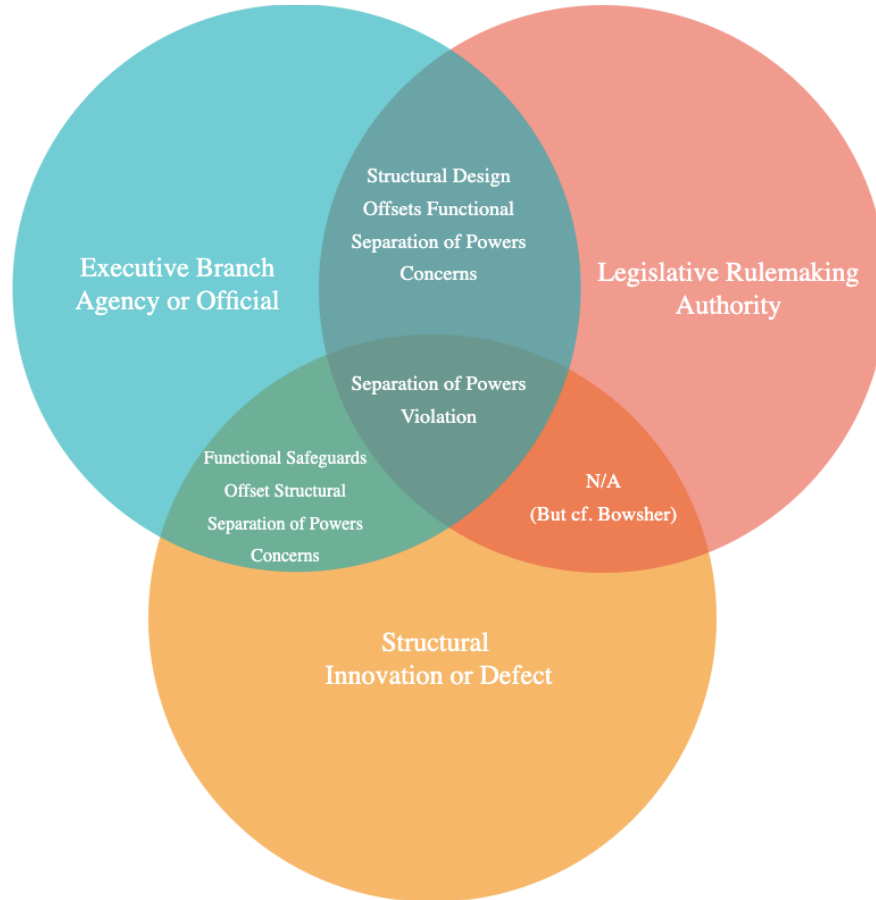 Structural Design
Offsets Functional
Separation of Powers
Concerns
Executive Branch
Agency or Official
Legislative Rulemaking
Authority
Separation of Powers
Violation
Functional Safeguards
Offset Structural
Separation of Powers
Concerns
N/A
(But cf. Bowsher)
Structural
Innovation or Defect